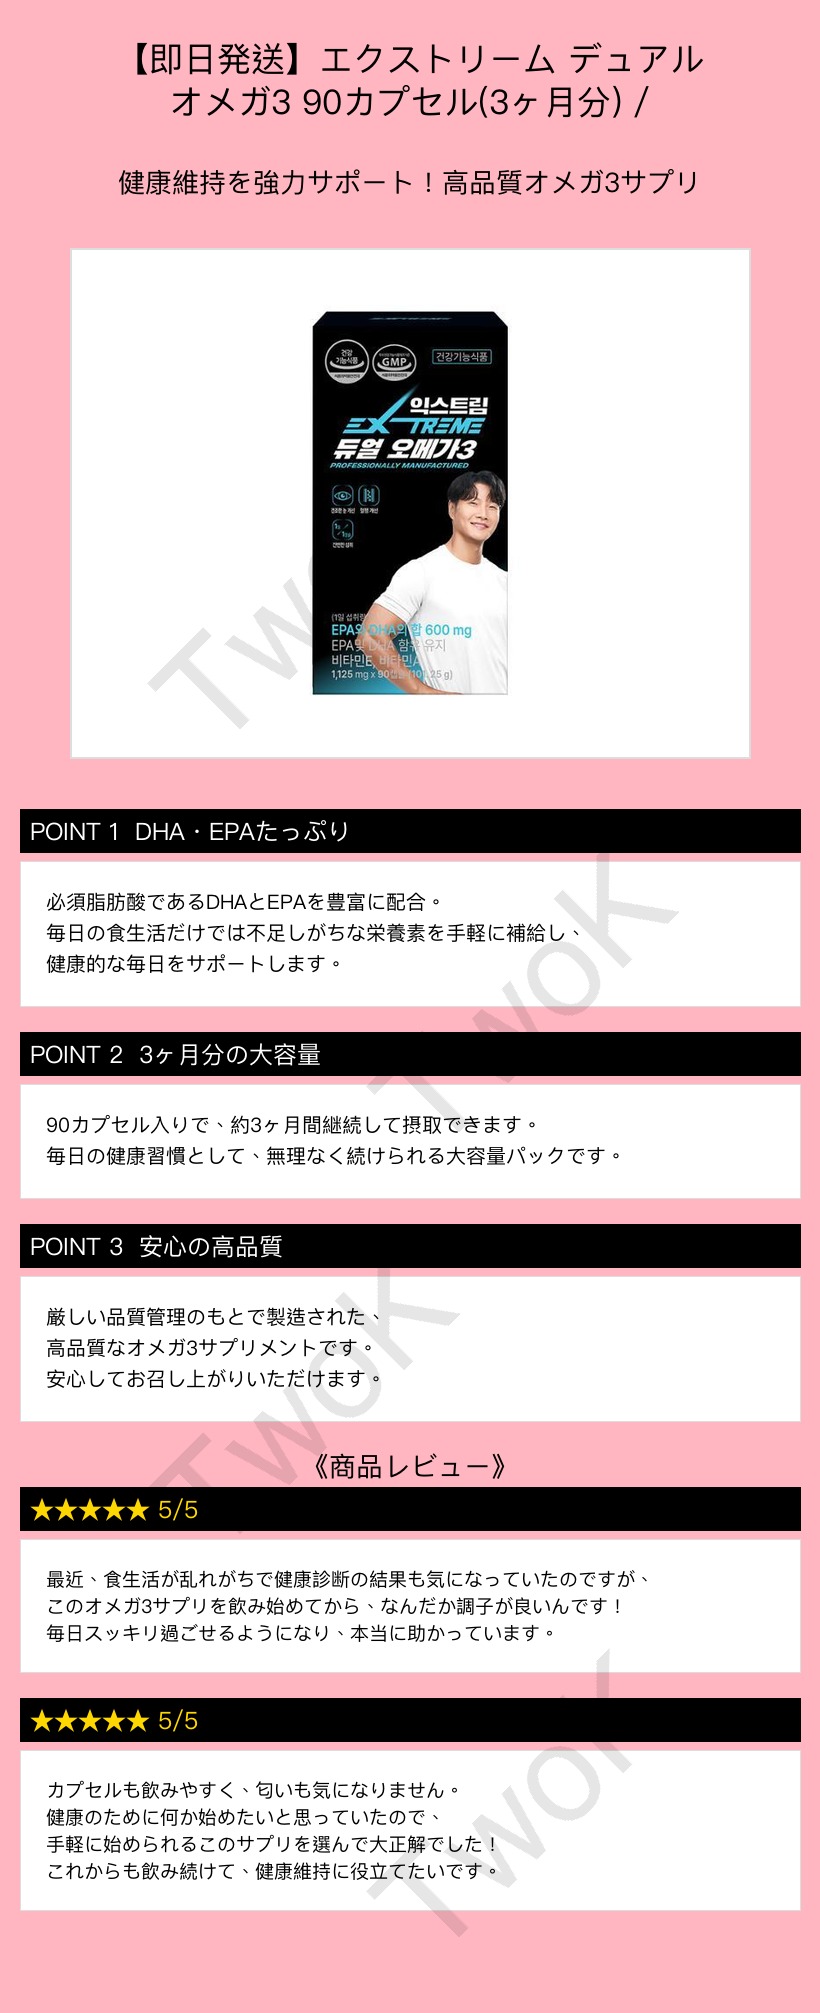 【即日発送】エクストリーム デュアル
オメガ3 90カプセル(3ヶ月分) /
健康維持を強力サポート！高品質オメガ3サプリ
건강
기능식품
GMP
건강기능식품
익스트림
EXTREME
듀얼 오메가3
PROFESSIONALLY MANUFACTURED
건조한 눈 개선 혈행 개선
간편한 섭취
(1일 섭취량
EPA와 DHA의 합 600 mg
EPA및 DHA 함유 유지
비타민E, 비타민A
1,125 mg x 90캡슐 (101.25 g)
TwoK
POINT 1 DHA・EPAたっぷり
必須脂肪酸であるDHAとEPAを豊富に配合。
毎日の食生活だけでは不足しがちな栄養素を手軽に補給し、
健康的な毎日をサポートします。
TwoK
POINT 2 3ヶ月分の大容量
90カプセル入りで、約3ヶ月間継続して摂取できます。
毎日の健康習慣として、無理なく続けられる大容量パックです。
POINT 3 安心の高品質
厳しい品質管理のもとで製造された、
高品質なオメガ3サプリメントです。
安心してお召し上がりいただけます。
TwoK
《商品レビュー》
★★★★★ 5/5
最近、食生活が乱れがちで健康診断の結果も気になっていたのですが、
このオメガ3サプリを飲み始めてから、なんだか調子が良いんです！
毎日スッキリ過ごせるようになり、本当に助かっています。
★★★★★ 5/5
カプセルも飲みやすく、匂いも気になりません。
健康のために何か始めたいと思っていたので、
手軽に始められるこのサプリを選んで大正解でした！
これからも飲み続けて、健康維持に役立てたいです。
TwoK